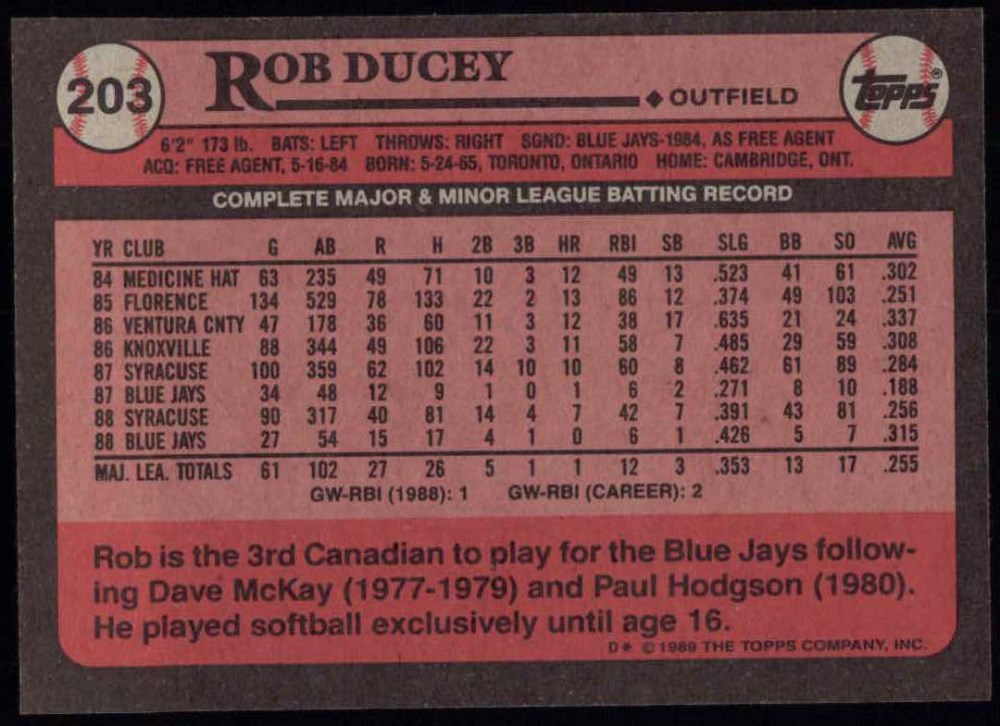 203 ROB DUCEY ◆ OUTFIELD Topps®
6'2" 173 lb. BATS: LEFT THROWS: RIGHT SGND: BLUE JAYS-1984, AS FREE AGENT
ACQ: FREE AGENT, 5-16-84 BORN: 5-24-65, TORONTO, ONTARIO HOME: CAMBRIDGE, ONT.
COMPLETE MAJOR & MINOR LEAGUE BATTING RECORD
YR CLUB G AB R H 2B 3B HR RBI SB SLG BB SO AVG
84 MEDICINE HAT 63 235 49 71 10 3 12 49 13 .523 41 61 .302
85 FLORENCE 134 529 78 133 22 2 13 86 12 .374 49 103 .251
86 VENTURA CNTY 47 178 36 60 11 3 12 38 17 .635 21 24 .337
86 KNOXVILLE 88 344 49 106 22 3 11 58 7 .485 29 59 .308
87 SYRACUSE 100 359 62 102 14 10 10 60 8 .462 61 89 .284
87 BLUE JAYS 34 48 12 9 1 0 1 6 2 .271 8 10 .188
88 SYRACUSE 90 317 40 81 14 4 7 42 7 .391 43 81 .256
88 BLUE JAYS 27 54 15 17 4 1 0 6 1 .426 5 7 .315
MAJ. LEA. TOTALS 61 102 27 26 5 1 1 12 3 .353 13 17 .255
GW-RBI (1988): 1 GW-RBI (CAREER): 2
Rob is the 3rd Canadian to play for the Blue Jays follow-
ing Dave McKay (1977-1979) and Paul Hodgson (1980).
He played softball exclusively until age 16.
D* © 1989 THE TOPPS COMPANY, INC.